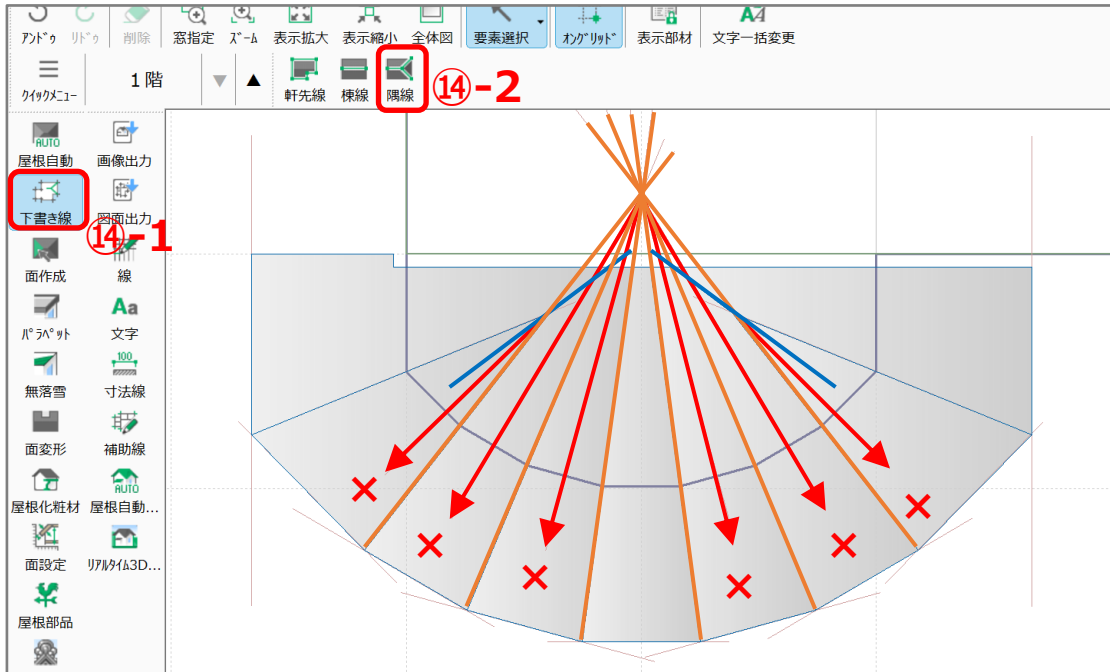 ｱﾝﾄﾞｩ ﾘﾄﾞｩ 削除 窓指定 ｽﾞｰﾑ 表示拡大 表示縮小 全体図 要素選択 ｵﾝｸﾞﾘｯﾄﾞ 表示部材 文字一括変更
ｸｲｯｸﾒﾆｭｰ 1 階 ▼ ▲ 軒先線 棟線 隅線 ⑭-2
AUTO
屋根自動 画像出力
下書き線 図面出力
⑭-1
面作成 線
Aa
ﾊﾟﾗﾍﾟｯﾄ 文字
100
無落雪 寸法線
面変形 補助線
AUTO
屋根化粧材 屋根自動...
面設定 ﾘｱﾙﾀｲﾑ3D...
屋根部品